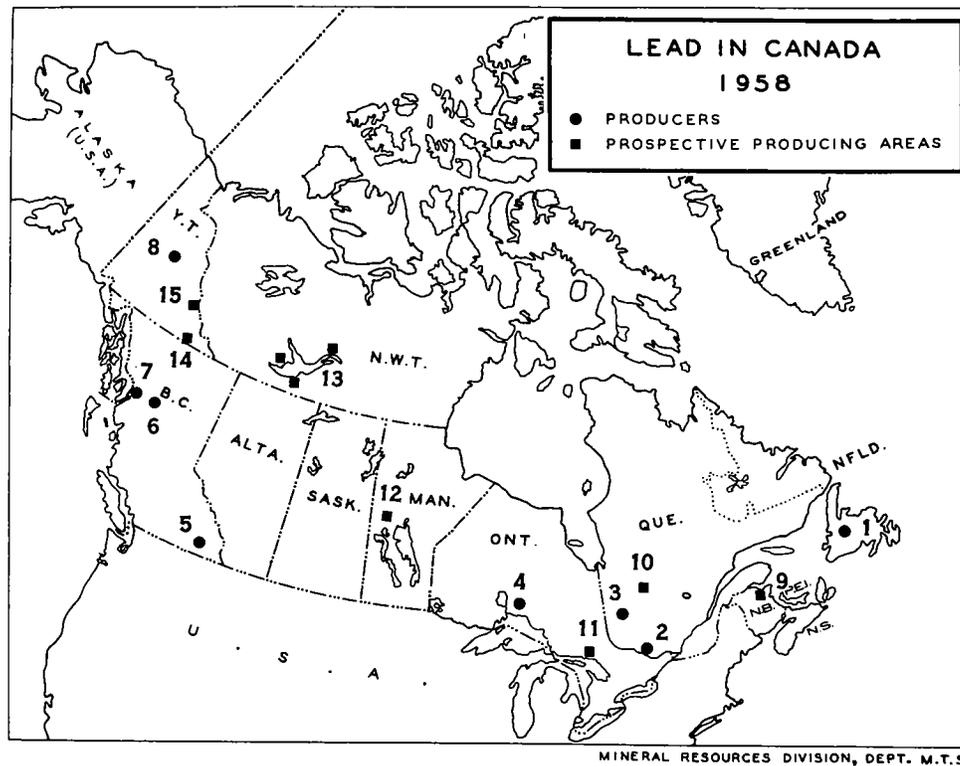 LEAD IN CANADA
1958
● PRODUCERS
■ PROSPECTIVE PRODUCING AREAS
ALASKA
(U.S.A.)
Y.T.
8
15
14
7
B.C.
6
5
N.W.T.
13
GREENLAND
ALTA.
SASK.
12
MAN.
ONT.
4
QUE.
10
3
2
11
NFLD.
1
9
P.E.I.
N.B.
N.S.
U . S . A .
MINERAL RESOURCES DIVISION, DEPT. M.T.S